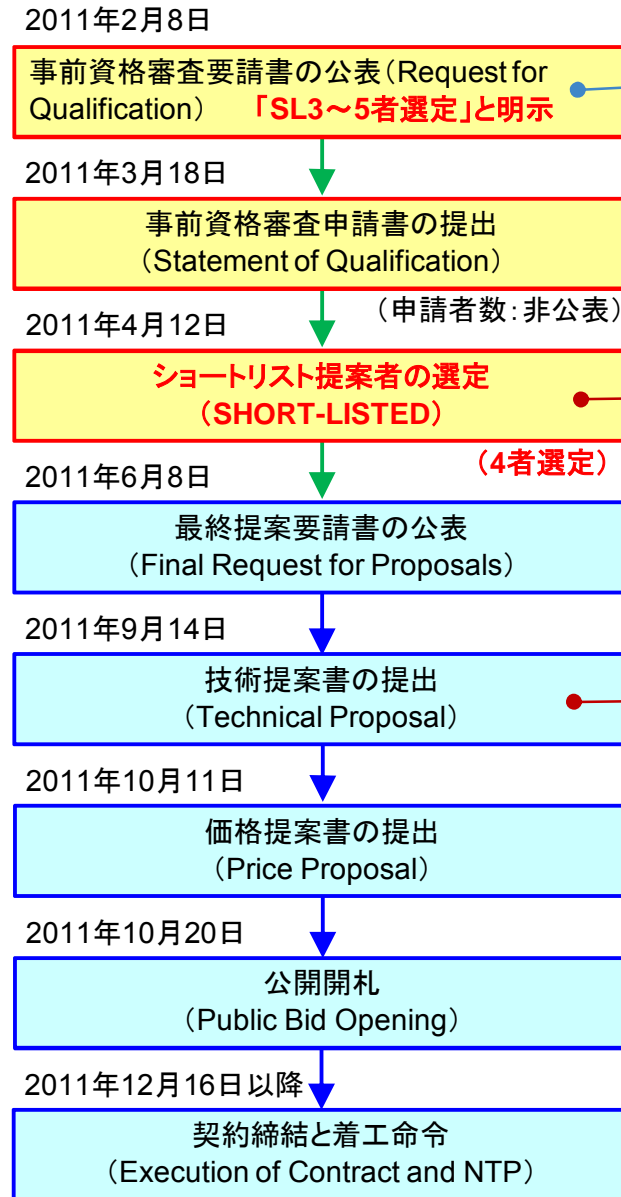 2011年2月8日
事前資格審査要請書の公表(Request for
Qualification) 「SL3～5者選定」と明示
2011年3月18日
事前資格審査申請書の提出
（Statement of Qualification）
（申請者数：非公表）
2011年4月12日
ショートリスト提案者の選定
（SHORT-LISTED）
（4者選定）
2011年6月8日
最終提案要請書の公表
（Final Request for Proposals）
2011年9月14日
技術提案書の提出
（Technical Proposal）
2011年10月11日
価格提案書の提出
（Price Proposal）
2011年10月20日
公開開札
（Public Bid Opening）
2011年12月16日以降
契約締結と着工命令
（Execution of Contract and NTP）